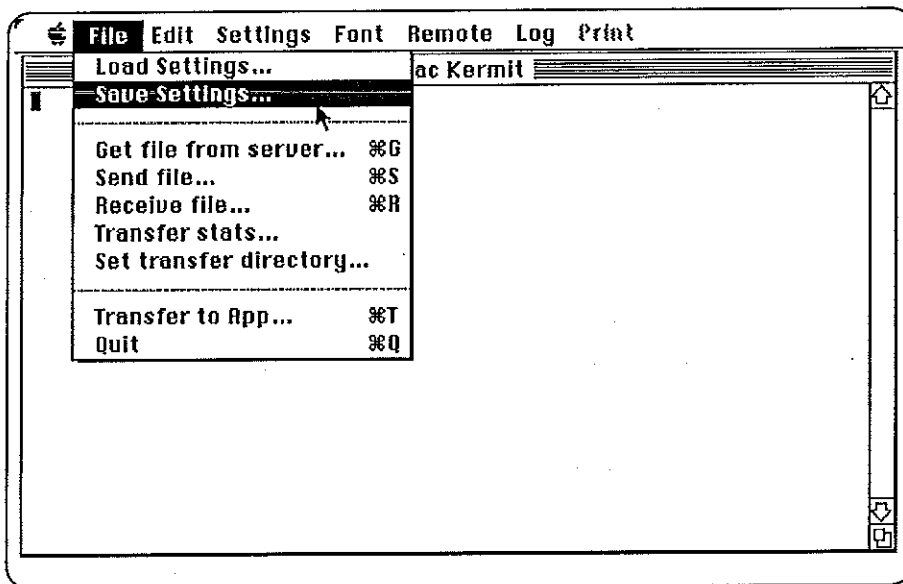 File Edit Settings Font Remote Log Print
ac Kermit
Load Settings...
Save Settings...
Get file from server... ⌘G
Send file... ⌘S
Receive file... ⌘R
Transfer stats...
Set transfer directory...
Transfer to App... ⌘T
Quit ⌘Q